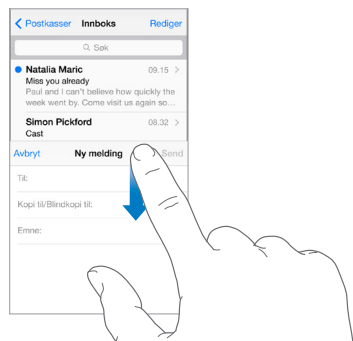 Postkasser Innboks Rediger
Søk
Natalia Maric 09.15
Miss you already
Paul and I can't believe how quickly the
week went by. Come visit us again so...
Simon Pickford 08.32
Cast
Avbryt Ny melding Send
Til:
Kopi til/Blindkopi til:
Emne: